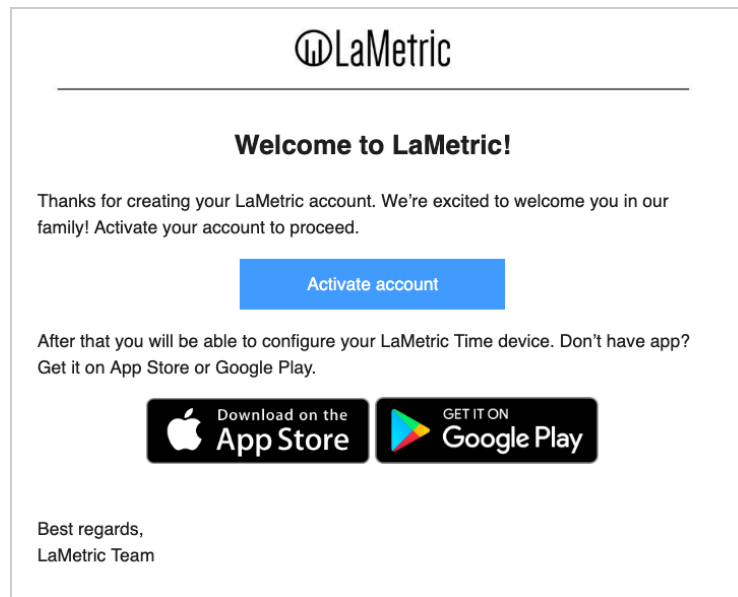 LaMetric
Welcome to LaMetric!
Thanks for creating your LaMetric account. We’re excited to welcome you in our
family! Activate your account to proceed.
Activate account
After that you will be able to configure your LaMetric Time device. Don’t have app?
Get it on App Store or Google Play.
Download on the
App Store
GET IT ON
Google Play
Best regards,
LaMetric Team